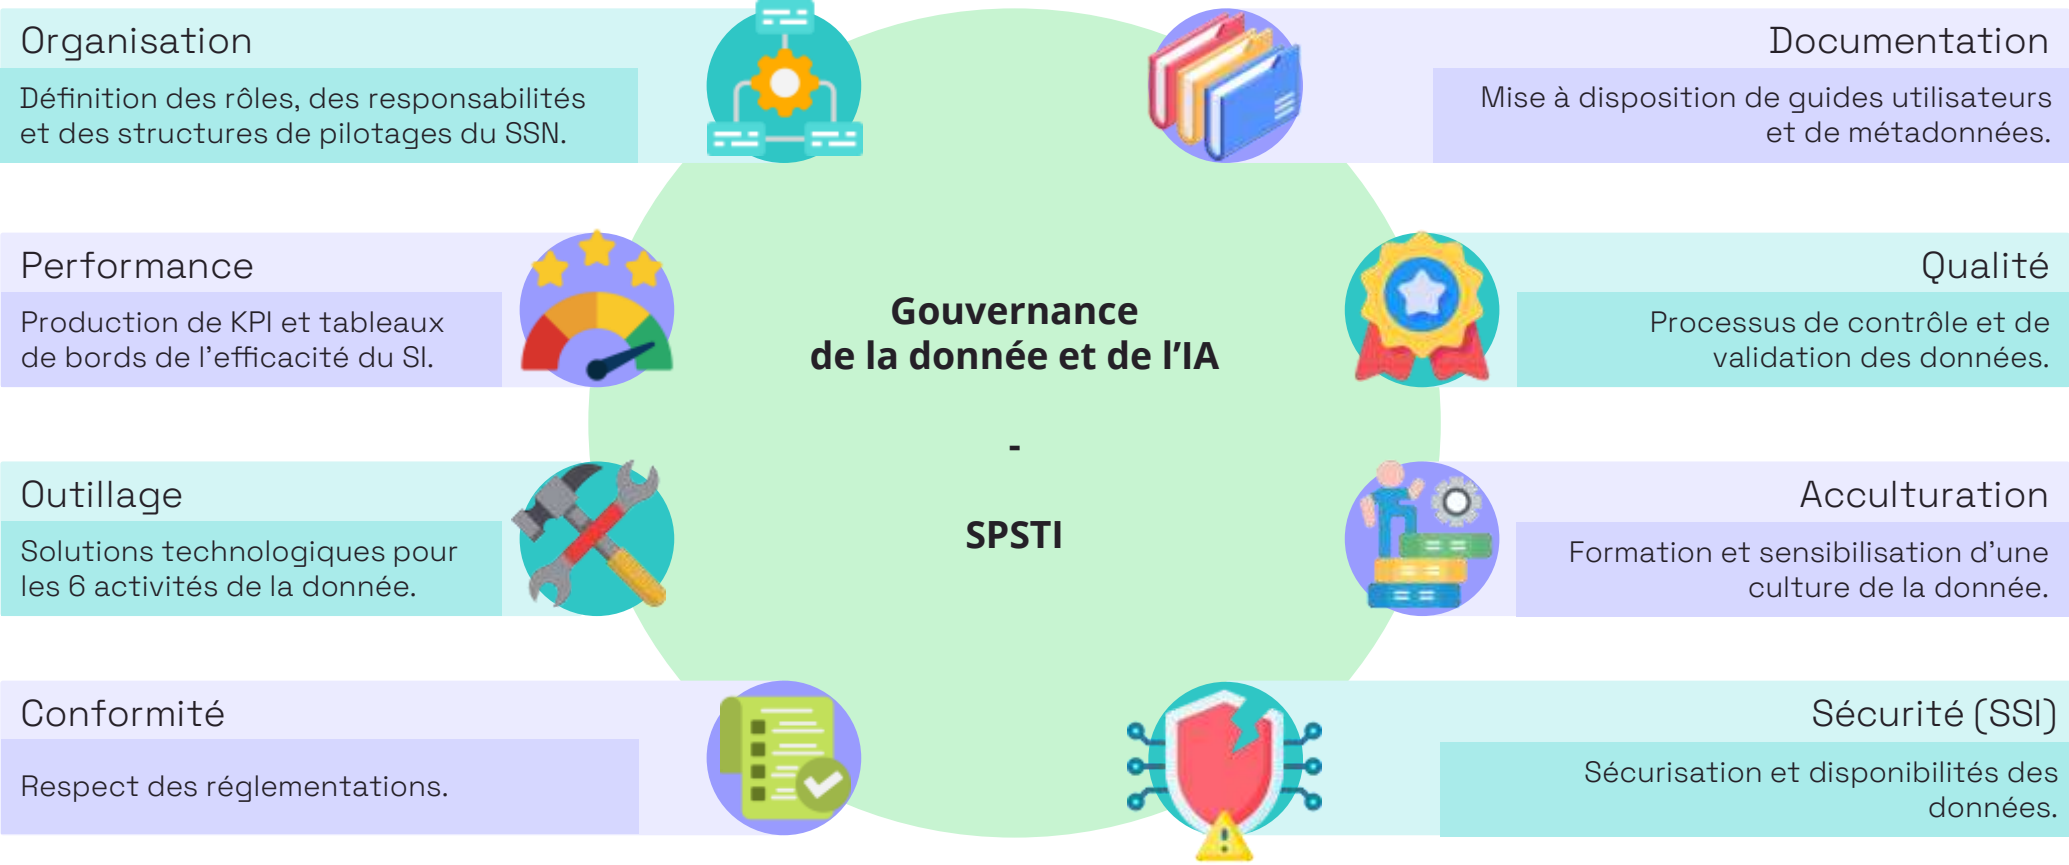 Organisation
Définition des rôles, des responsabilités
et des structures de pilotages du SSN.
Performance
Production de KPI et tableaux
de bords de l'efficacité du SI.
Outillage
Solutions technologiques pour
les 6 activités de la donnée.
Conformité
Respect des réglementations.
Gouvernance
de la donnée et de l’IA
-
SPSTI
Documentation
Mise à disposition de guides utilisateurs
et de métadonnées.
Qualité
Processus de contrôle et de
validation des données.
Acculturation
Formation et sensibilisation d'une
culture de la donnée.
Sécurité (SSI)
Sécurisation et disponibilités des
données.